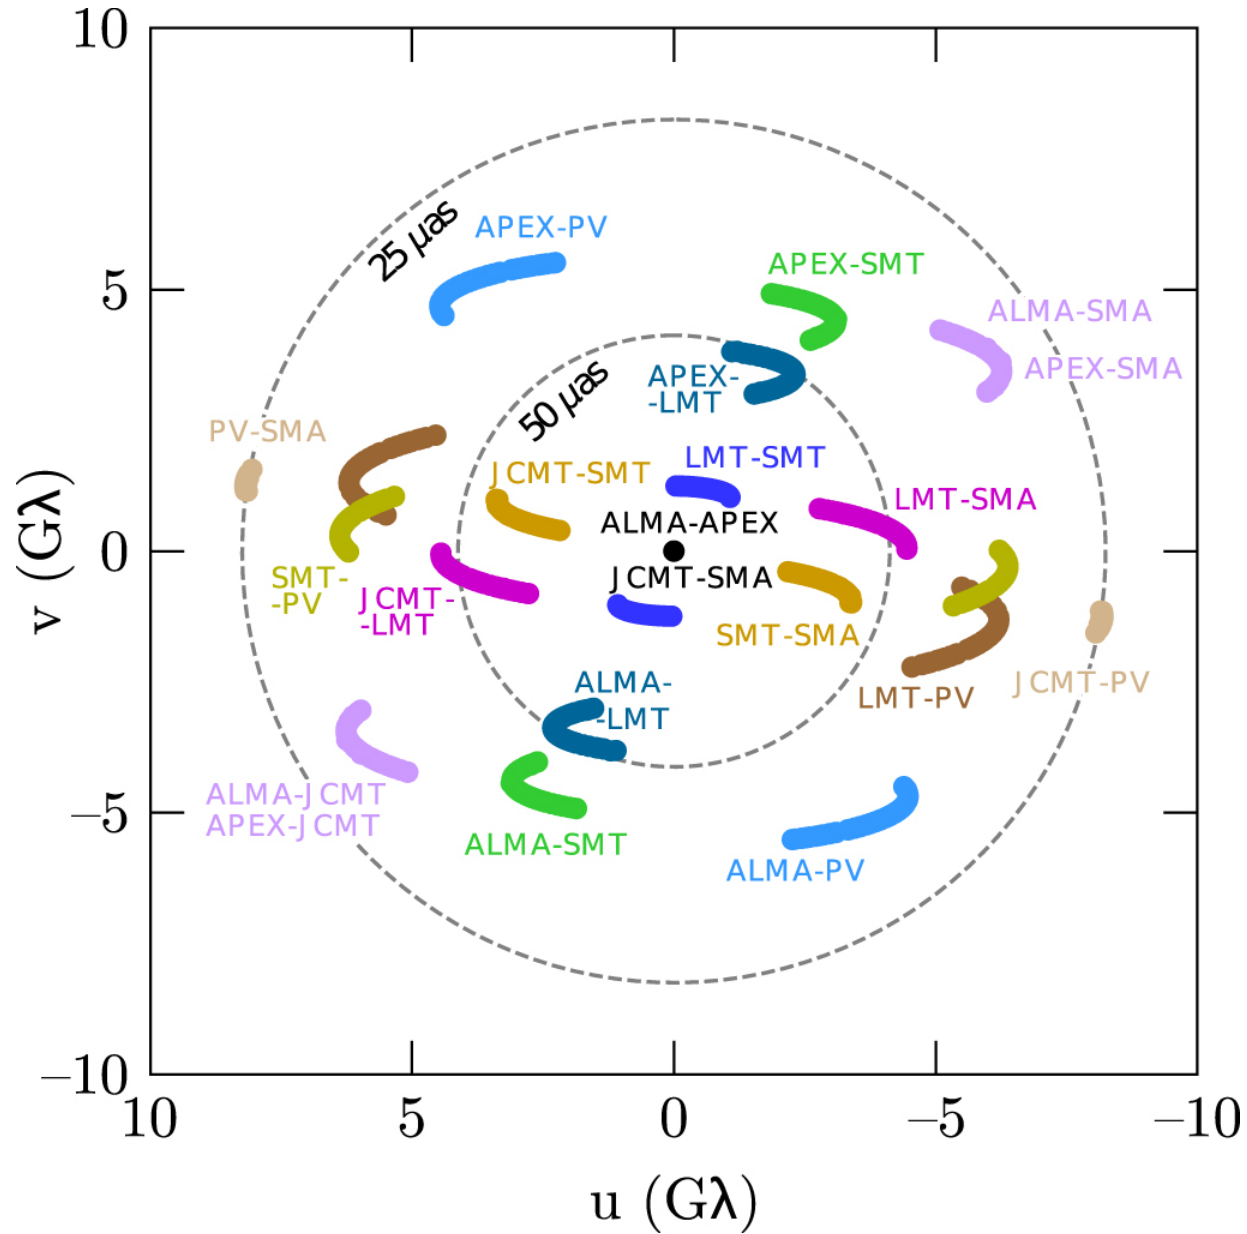 10
25 μas
APEX-PV
APEX-SMT
5
ALMA-SMA
APEX-SMA
50 μas
APEX-
-LMT
PV-SMA
JCMT-SMT
LMT-SMT
LMT-SMA
ALMA-APEX
0
JCMT-SMA
SMT-
-PV
JCMT-
-LMT
SMT-SMA
LMT-PV
JCMT-PV
ALMA-
-LMT
ALMA-JCMT
APEX-JCMT
−5
ALMA-SMT
ALMA-PV
−10
v (Gλ)
10 5 0 −5 −10
u (Gλ)